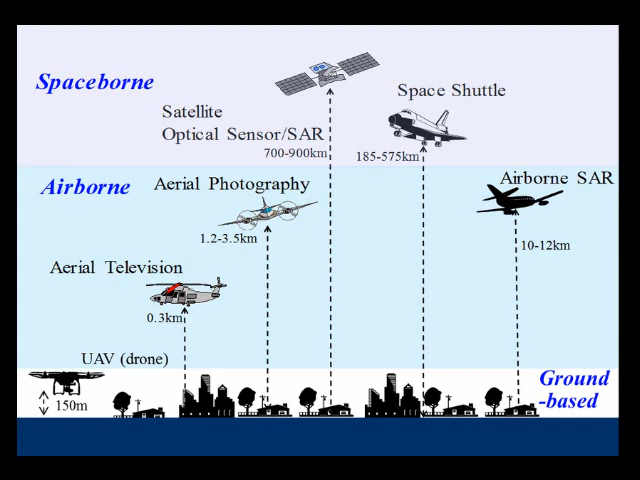 Spaceborne
Space Shuttle
Satellite
Optical Sensor/SAR
700-900km
185-575km
Airborne
Aerial Photography
Airborne SAR
1.2-3.5km
10-12km
Aerial Television
0.3km
UAV (drone)
150m
Ground
-based